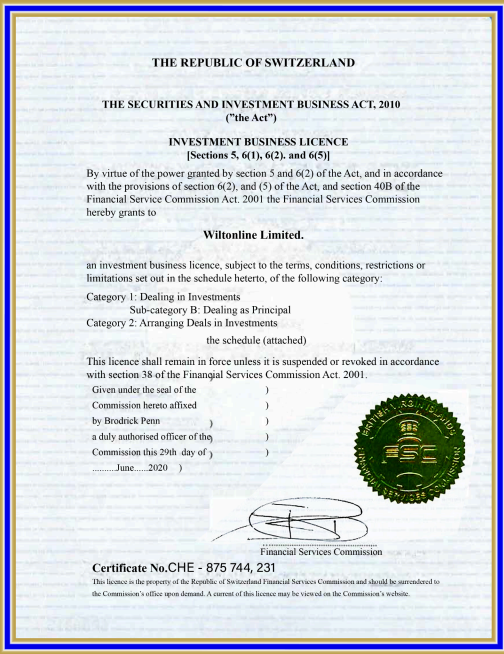 THE REPUBLIC OF SWITZERLAND
THE SECURITIES AND INVESTMENT BUSINESS ACT, 2010
("the Act")
INVESTMENT BUSINESS LICENCE
[Sections 5, 6(1), 6(2). and 6(5)]
By virtue of the power granted by section 5 and 6(2) of the Act, and in accordance
with the provisions of section 6(2), and (5) of the Act, and section 40B of the
Financial Service Commission Act. 2001 the Financial Services Commission
hereby grants to
Wiltonline Limited.
an investment business licence, subject to the terms, conditions, restrictions or
limitations set out in the schedule heterto, of the following category:
Category 1: Dealing in Investments
Sub-category B: Dealing as Principal
Category 2: Arranging Deals in Investments
the schedule (attached)
This licence shall remain in force unless it is suspended or revoked in accordance
with section 38 of the Financial Services Commission Act. 2001.
Given under the seal of the )
Commission hereto affixed )
by Brodrick Penn ) )
a duly authorised officer of the) )
Commission this 29th day of ) )
..........June......2020 )
FSC
Financial Services Commission
Certificate No.CHE - 875 744, 231
This licence is the property of the Republic of Switzerland Financial Services Commission and should be surrendered to
the Commission's office upon demand. A current of this licence may be viewed on the Commission's website.